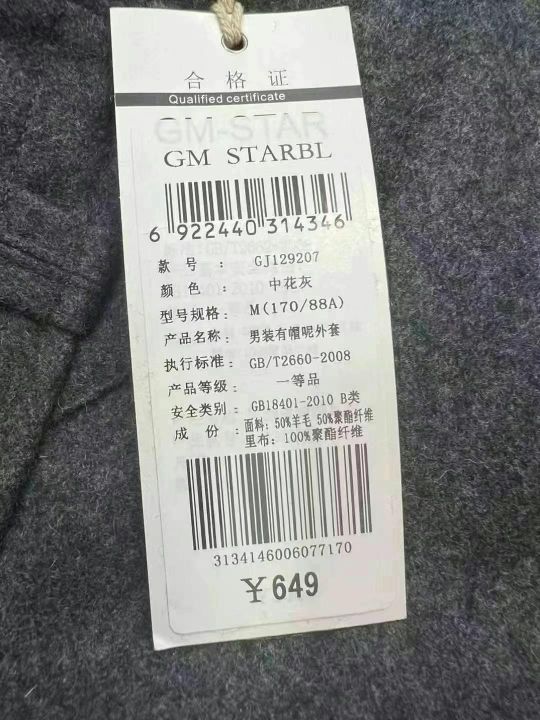 合格证
Qualified certificate
GM-STAR
GM STARBL
6 922440 314346
款号： GJ129207
颜色： 中花灰
型号规格： M(170/88A)
产品名称： 男装有帽呢外套
执行标准： GB/T2660-2008
产品等级： 一等品
安全类别： GB18401-2010 B类
成份： 面料：50%羊毛 50%聚酯纤维
里布：100%聚酯纤维
3134146006077170
¥649